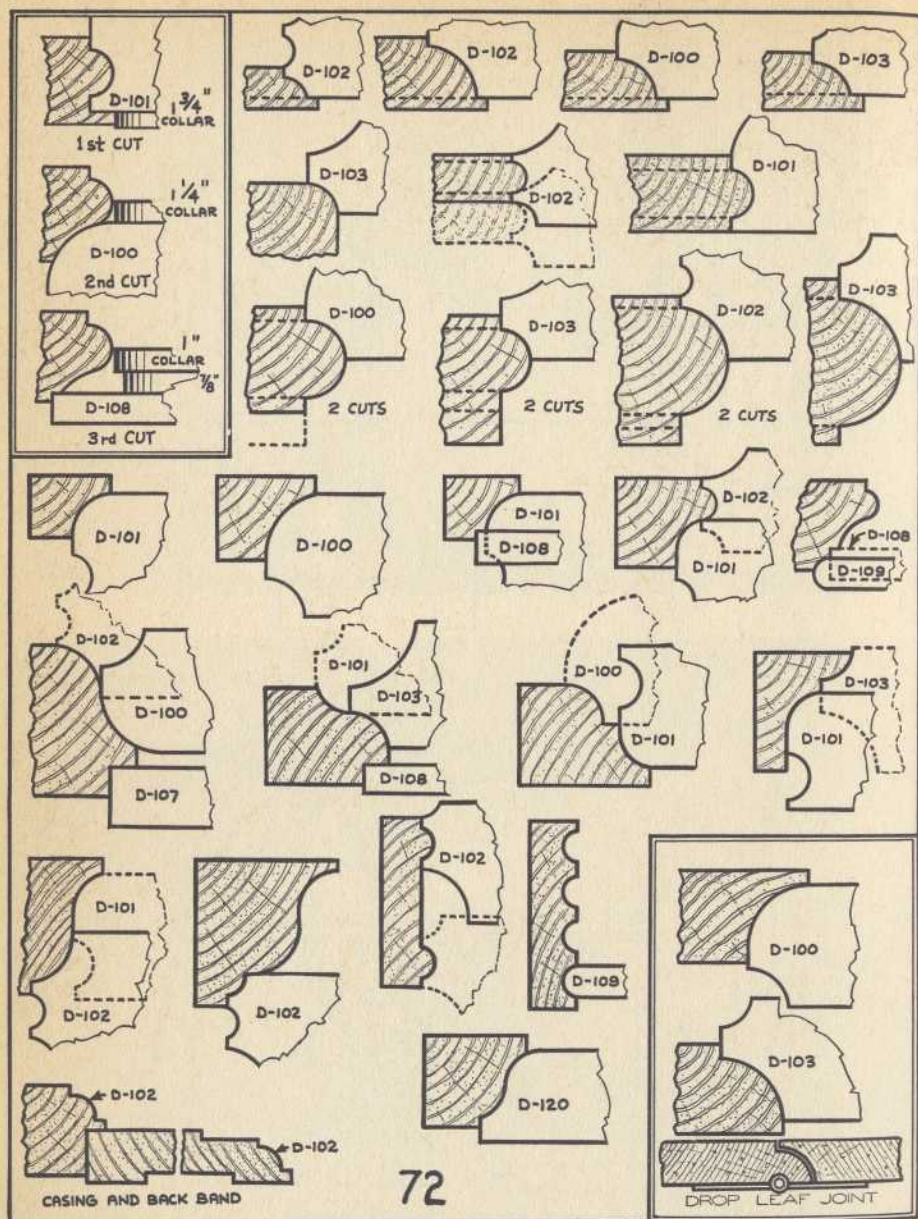 D-101
1 3/4"
COLLAR
1st CUT
1 1/4"
COLLAR
D-100
2nd CUT
1"
COLLAR
7/8"
D-108
3rd CUT
D-102
D-102
D-100
D-103
D-103
D-102
D-101
D-100
2 CUTS
D-103
2 CUTS
D-102
2 CUTS
D-103
D-101
D-100
D-101
D-108
D-102
D-101
D-108
D-109
D-102
D-100
D-107
D-101
D-103
D-108
D-100
D-101
D-103
D-101
D-101
D-102
D-102
D-102
D-109
D-120
D-100
D-103
DROP LEAF JOINT
D-102
D-102
CASING AND BACK BAND
72